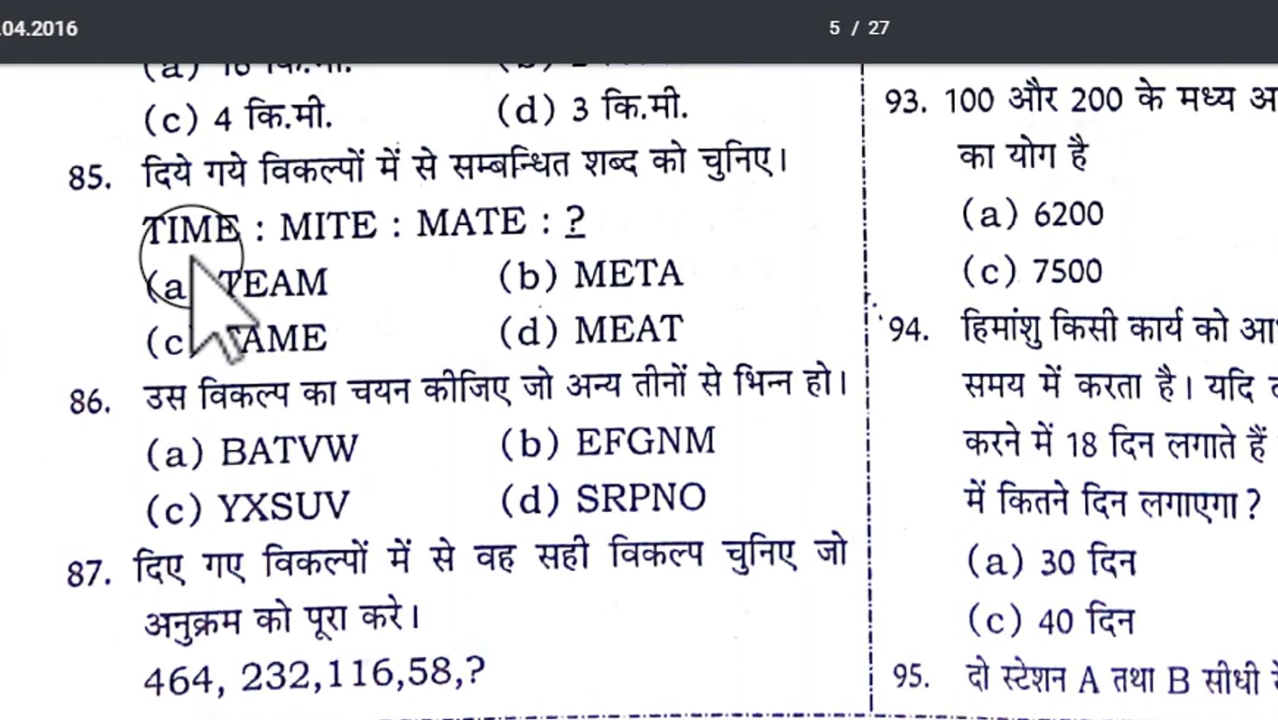 .04.2016
5 / 27
(c) 4 कि.मी. (d) 3 कि.मी.
85. दिये गये विकल्पों में से सम्बन्धित शब्द को चुनिए।
TIME : MITE : MATE : ?
(a TEAM (b) META
(c AME (d) MEAT
86. उस विकल्प का चयन कीजिए जो अन्य तीनों से भिन्न हो।
(a) BATVW (b) EFGNM
(c) YXSUV (d) SRPNO
87. दिए गए विकल्पों में से वह सही विकल्प चुनिए जो
अनुक्रम को पूरा करे।
464, 232,116,58,?
93. 100 और 200 के मध्य
का योग है
(a) 6200
(c) 7500
94. हिमांशु किसी कार्य को
समय में करता है। यदि
करने में 18 दिन लगाते हैं
में कितने दिन लगाएगा?
(a) 30 दिन
(c) 40 दिन
95. दो स्टेशन A तथा B सीधी